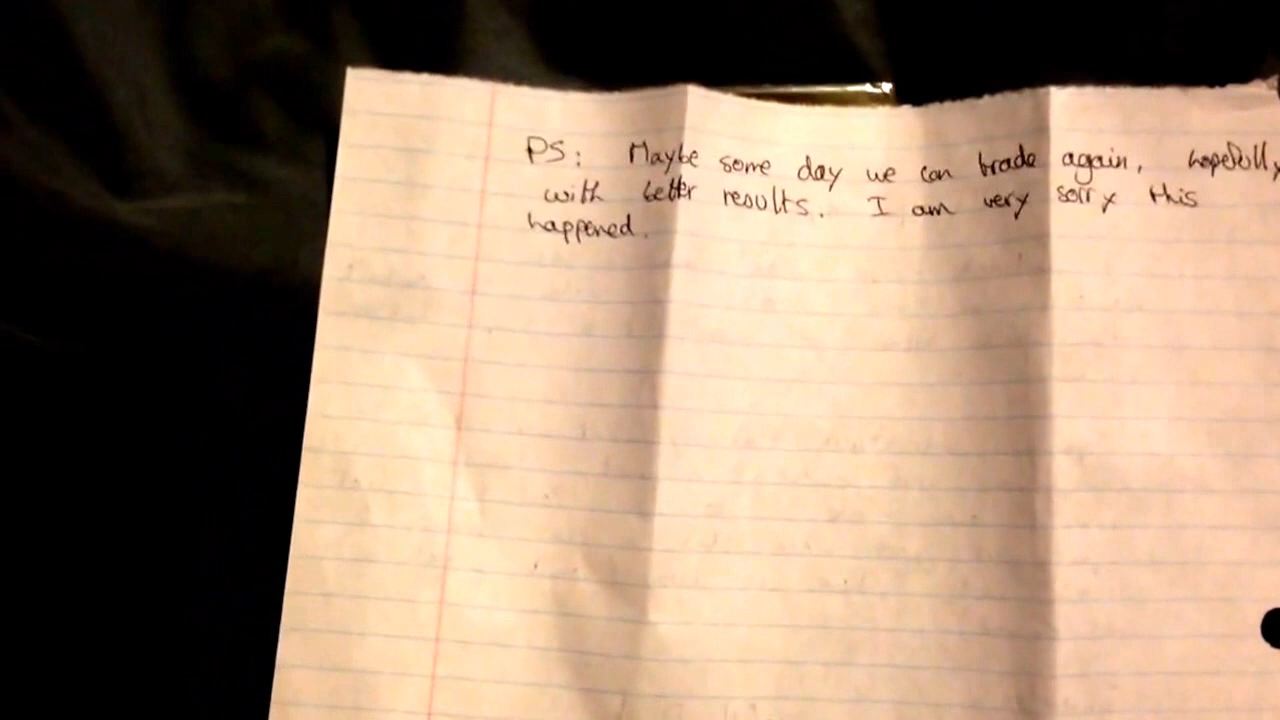 PS: Maybe some day we can trade again, hopefully
with better results. I am very sorry this
happened.